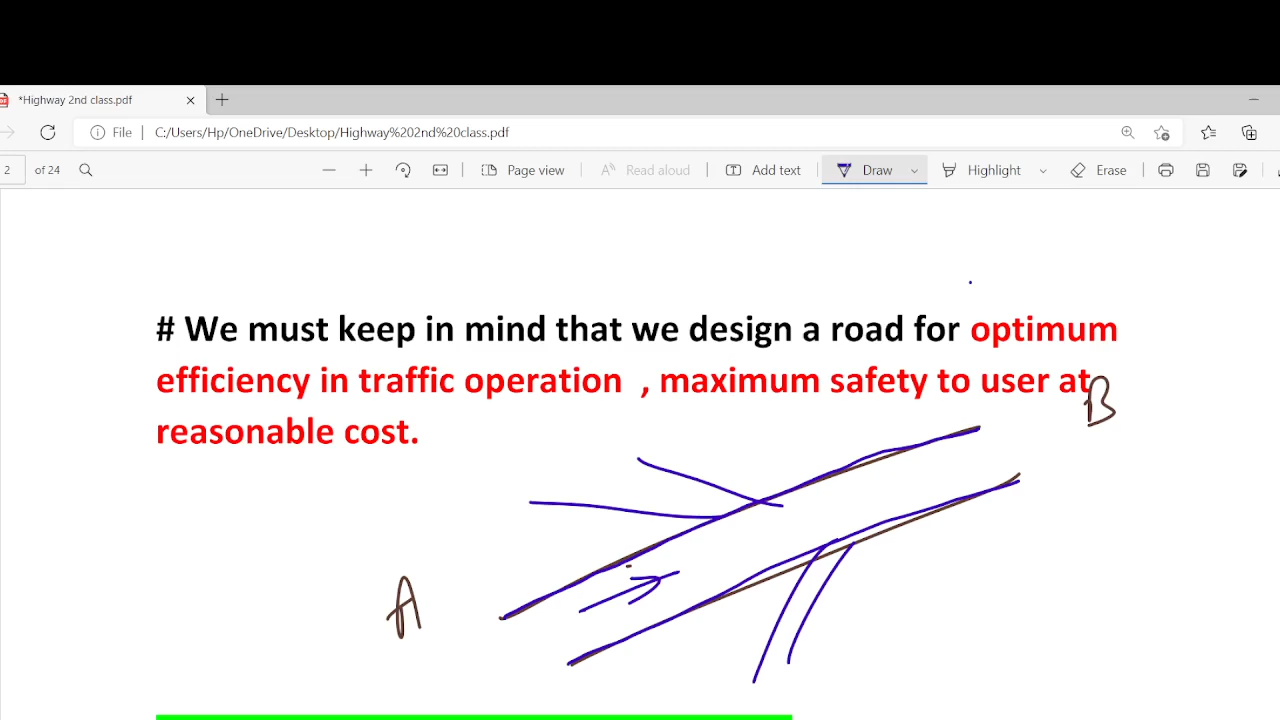 *Highway 2nd class.pdf
File C:/Users/Hp/OneDrive/Desktop/Highway%202nd%20class.pdf
2 of 24 Page view Read aloud Add text Draw Highlight Erase
# We must keep in mind that we design a road for optimum
efficiency in traffic operation , maximum safety to user at
reasonable cost.
B
A